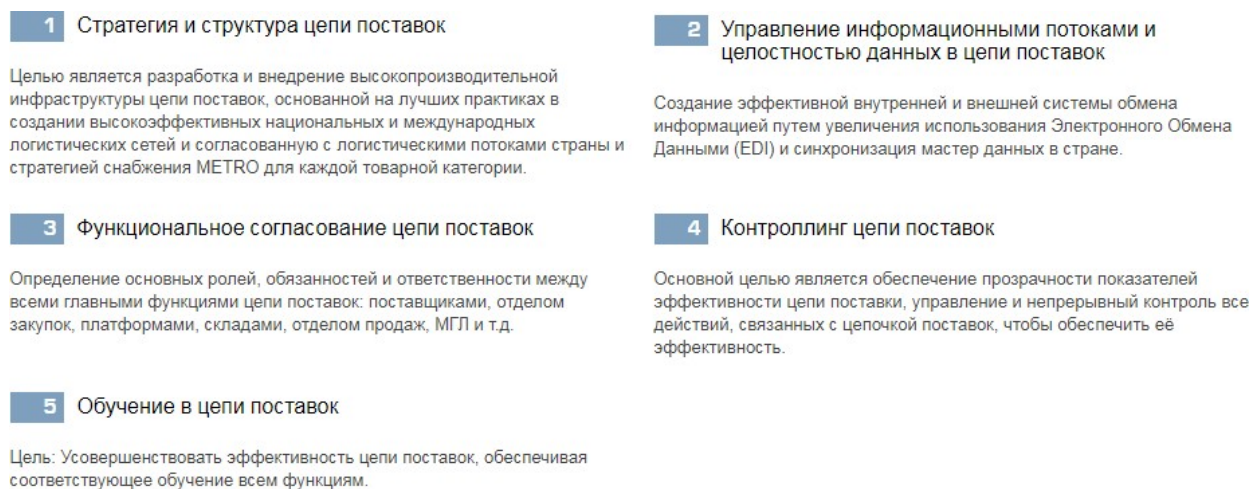 1 Стратегия и структура цепи поставок
Целью является разработка и внедрение высокопроизводительной
инфраструктуры цепи поставок, основанной на лучших практиках в
создании высокоэффективных национальных и международных
логистических сетей и согласованную с логистическими потоками страны и
стратегией снабжения METRO для каждой товарной категории.
2 Управление информационными потоками и
целостностью данных в цепи поставок
Создание эффективной внутренней и внешней системы обмена
информацией путем увеличения использования Электронного Обмена
Данными (EDI) и синхронизация мастер данных в стране.
3 Функциональное согласование цепи поставок
Определение основных ролей, обязанностей и ответственности между
всеми главными функциями цепи поставок: поставщиками, отделом
закупок, платформами, складами, отделом продаж, МГЛ и т.д.
4 Контроллинг цепи поставок
Основной целью является обеспечение прозрачности показателей
эффективности цепи поставки, управление и непрерывный контроль все
действий, связанных с цепочкой поставок, чтобы обеспечить её
эффективность.
5 Обучение в цепи поставок
Цель: Усовершенствовать эффективность цепи поставок, обеспечивая
соответствующее обучение всем функциям.